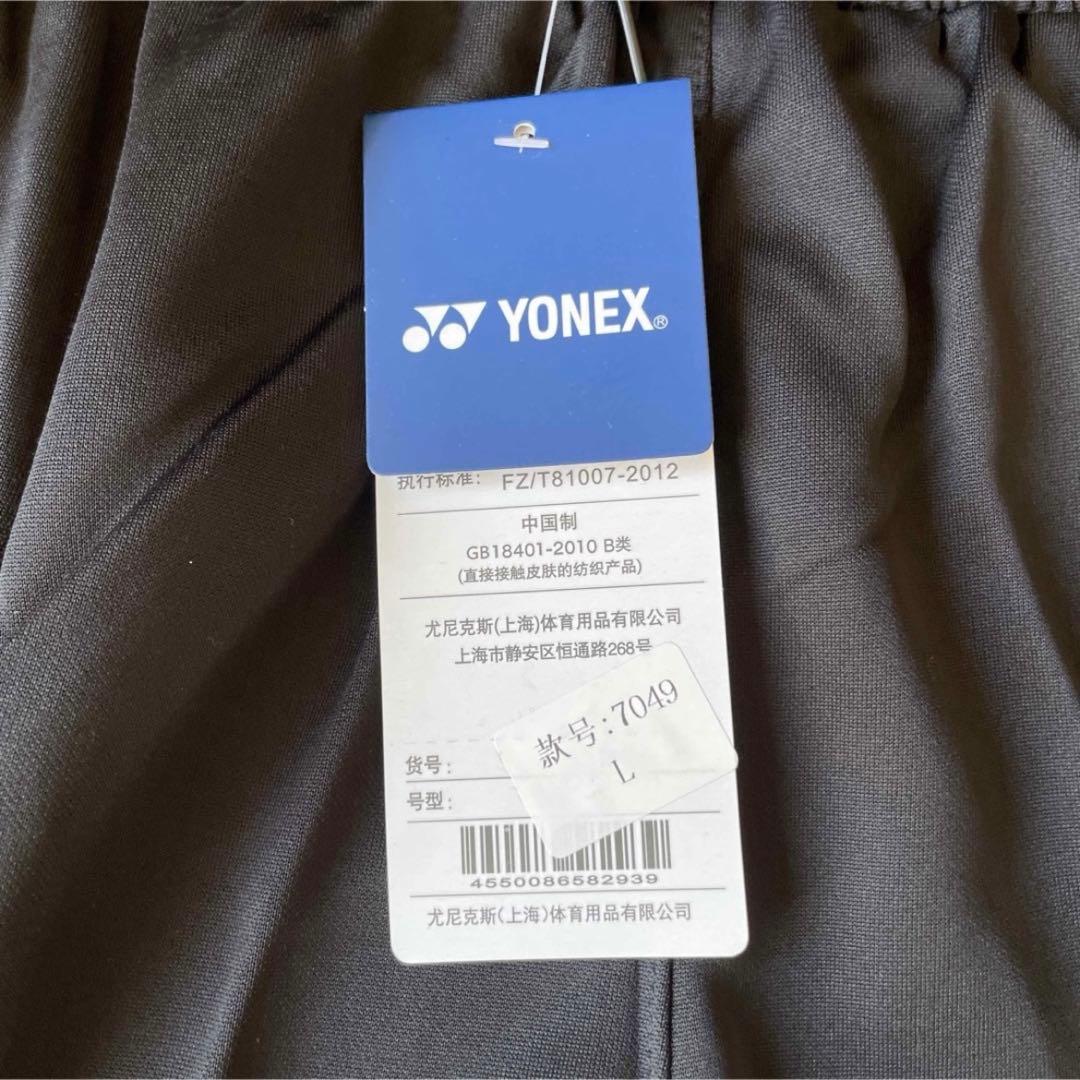 YONEX®
执行标准: FZ/T81007-2012
中国制
GB18401-2010 B类
(直接接触皮肤的纺织产品)
尤尼克斯(上海)体育用品有限公司
上海市静安区恒通路268号
款号:7049
L
货号:
号型:
4550086582939
尤尼克斯(上海)体育用品有限公司